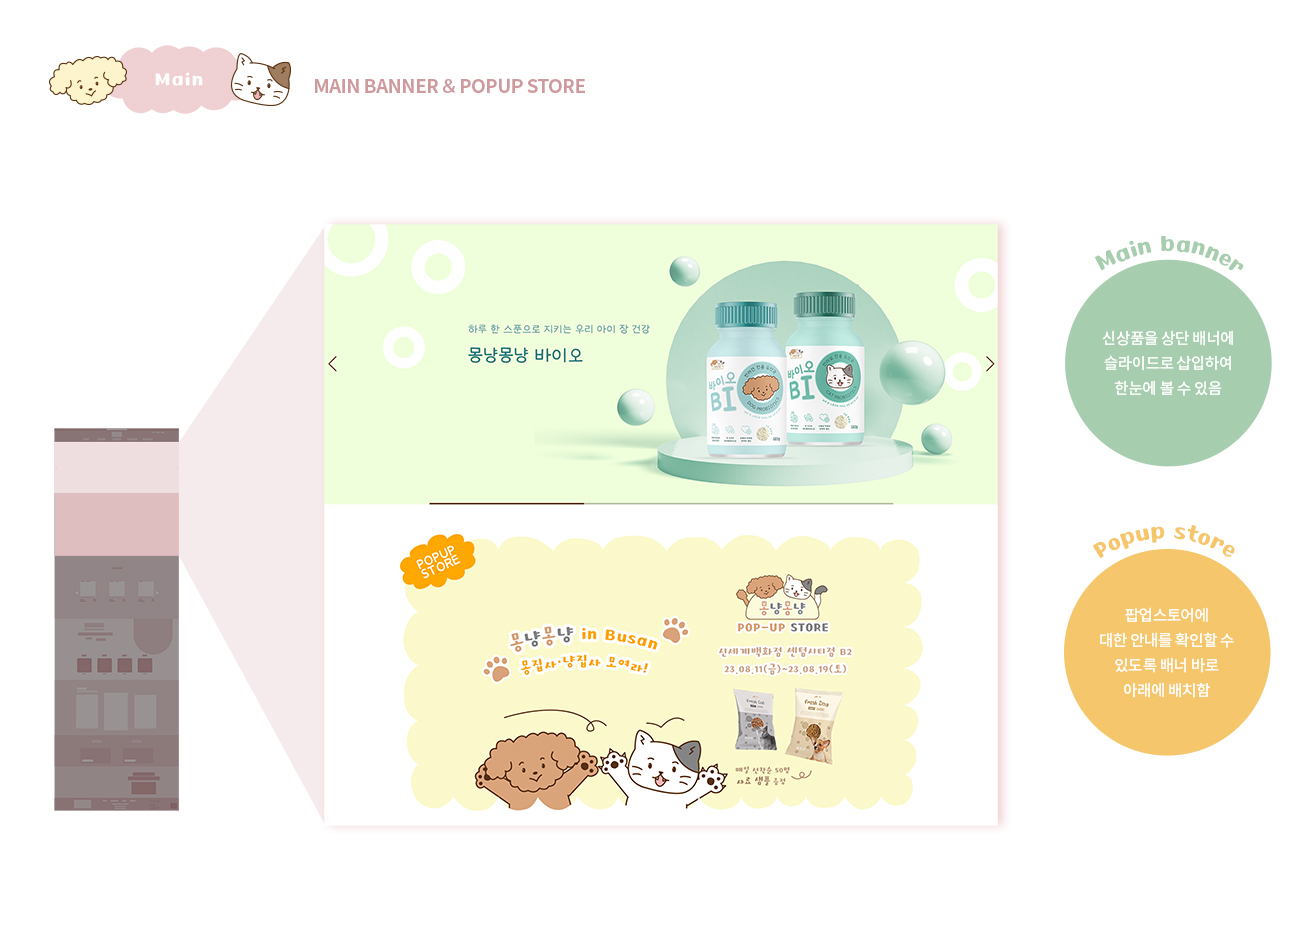 Main
MAIN BANNER & POPUP STORE
하루 한 스푼으로 지키는 우리 아이 장 건강
몽냥몽냥 바이오
바이오
BI
DOG PROBIOTICS
바이오
BI
CAT PROBIOTICS
Main banner
신상품을 상단 배너에
슬라이드로 삽입하여
한눈에 볼 수 있음
POPUP
STORE
몽냥몽냥 in Busan
몽집사·냥집사 모여라!
몽냥몽냥
POP-UP STORE
신세계백화점 센텀시티점 B2
23.08.11(금)~23.08.19(토)
Fresh Cat
Fresh Dog
매일 선착순 50명
사료 샘플 증정
Popup store
팝업스토어에
대한 안내를 확인할 수
있도록 배너 바로
아래에 배치함